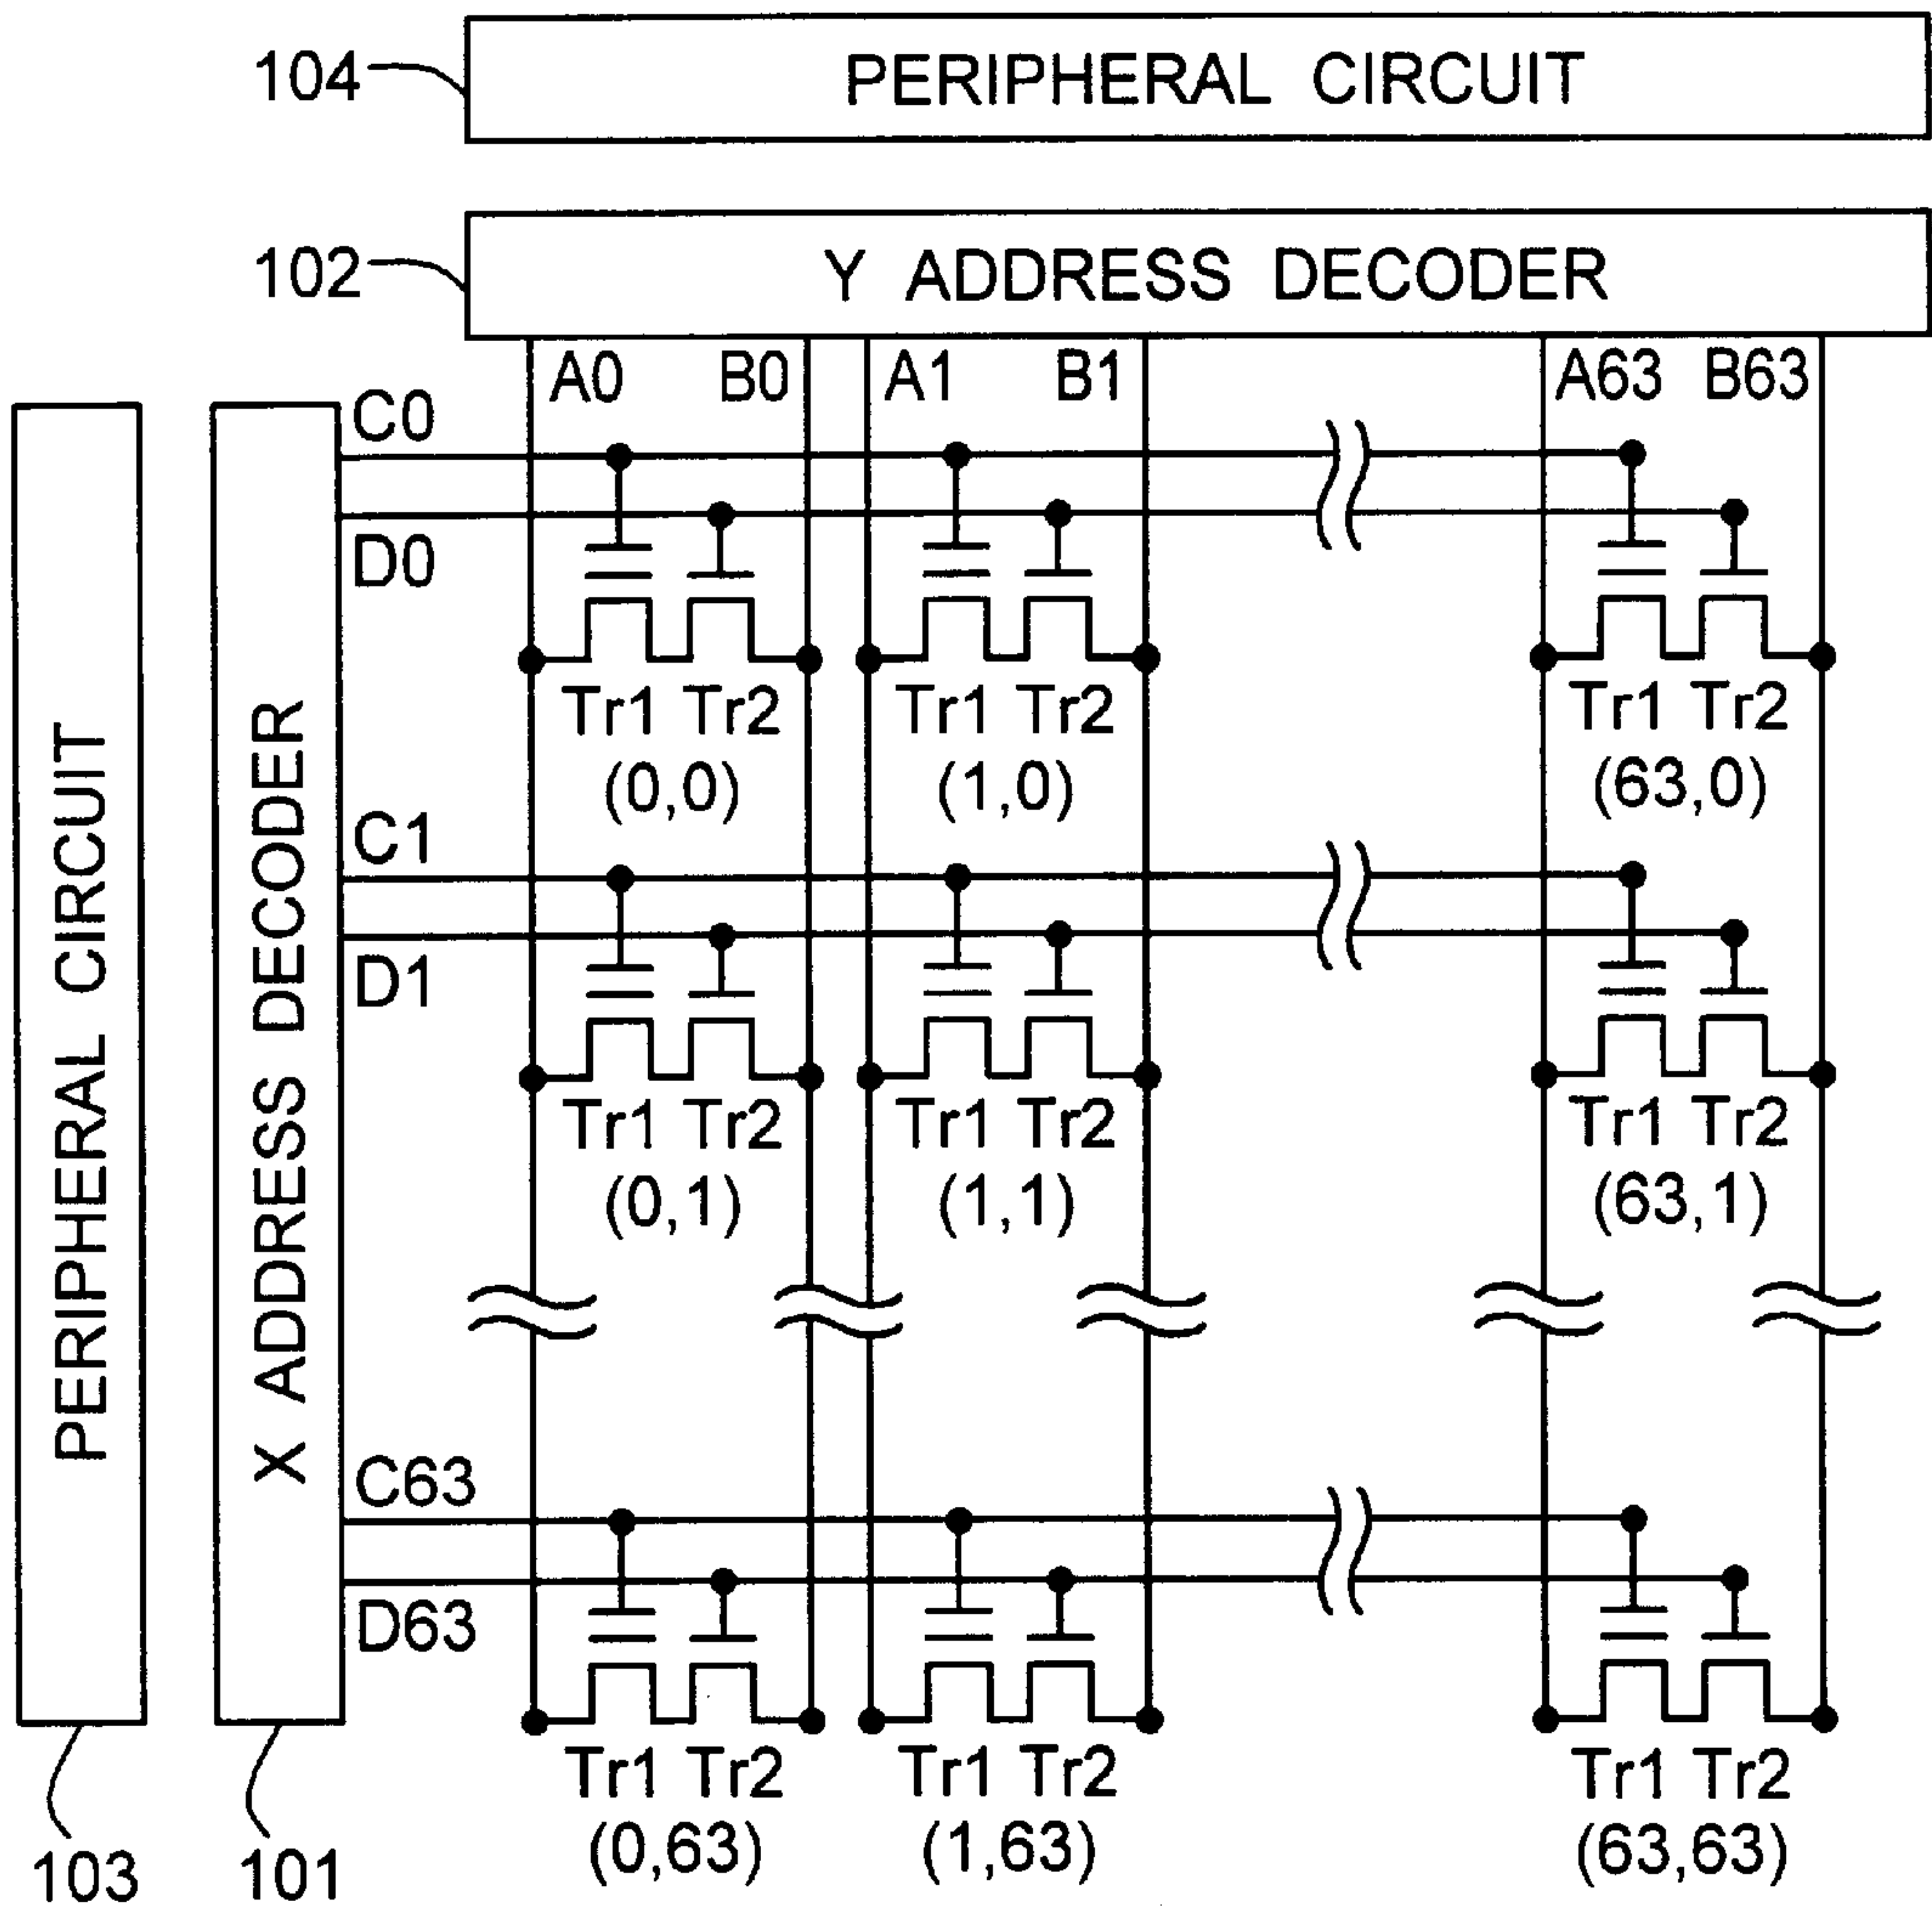 104
PERIPHERAL CIRCUIT
102
Y ADDRESS DECODER
A0 B0 A1 B1 A63 B63
PERIPHERAL CIRCUIT
X ADDRESS DECODER
C0
D0
Tr1 Tr2 Tr1 Tr2 Tr1 Tr2
(0,0) (1,0) (63,0)
C1
D1
Tr1 Tr2 Tr1 Tr2 Tr1 Tr2
(0,1) (1,1) (63,1)
C63
D63
Tr1 Tr2 Tr1 Tr2 Tr1 Tr2
(0,63) (1,63) (63,63)
103 101